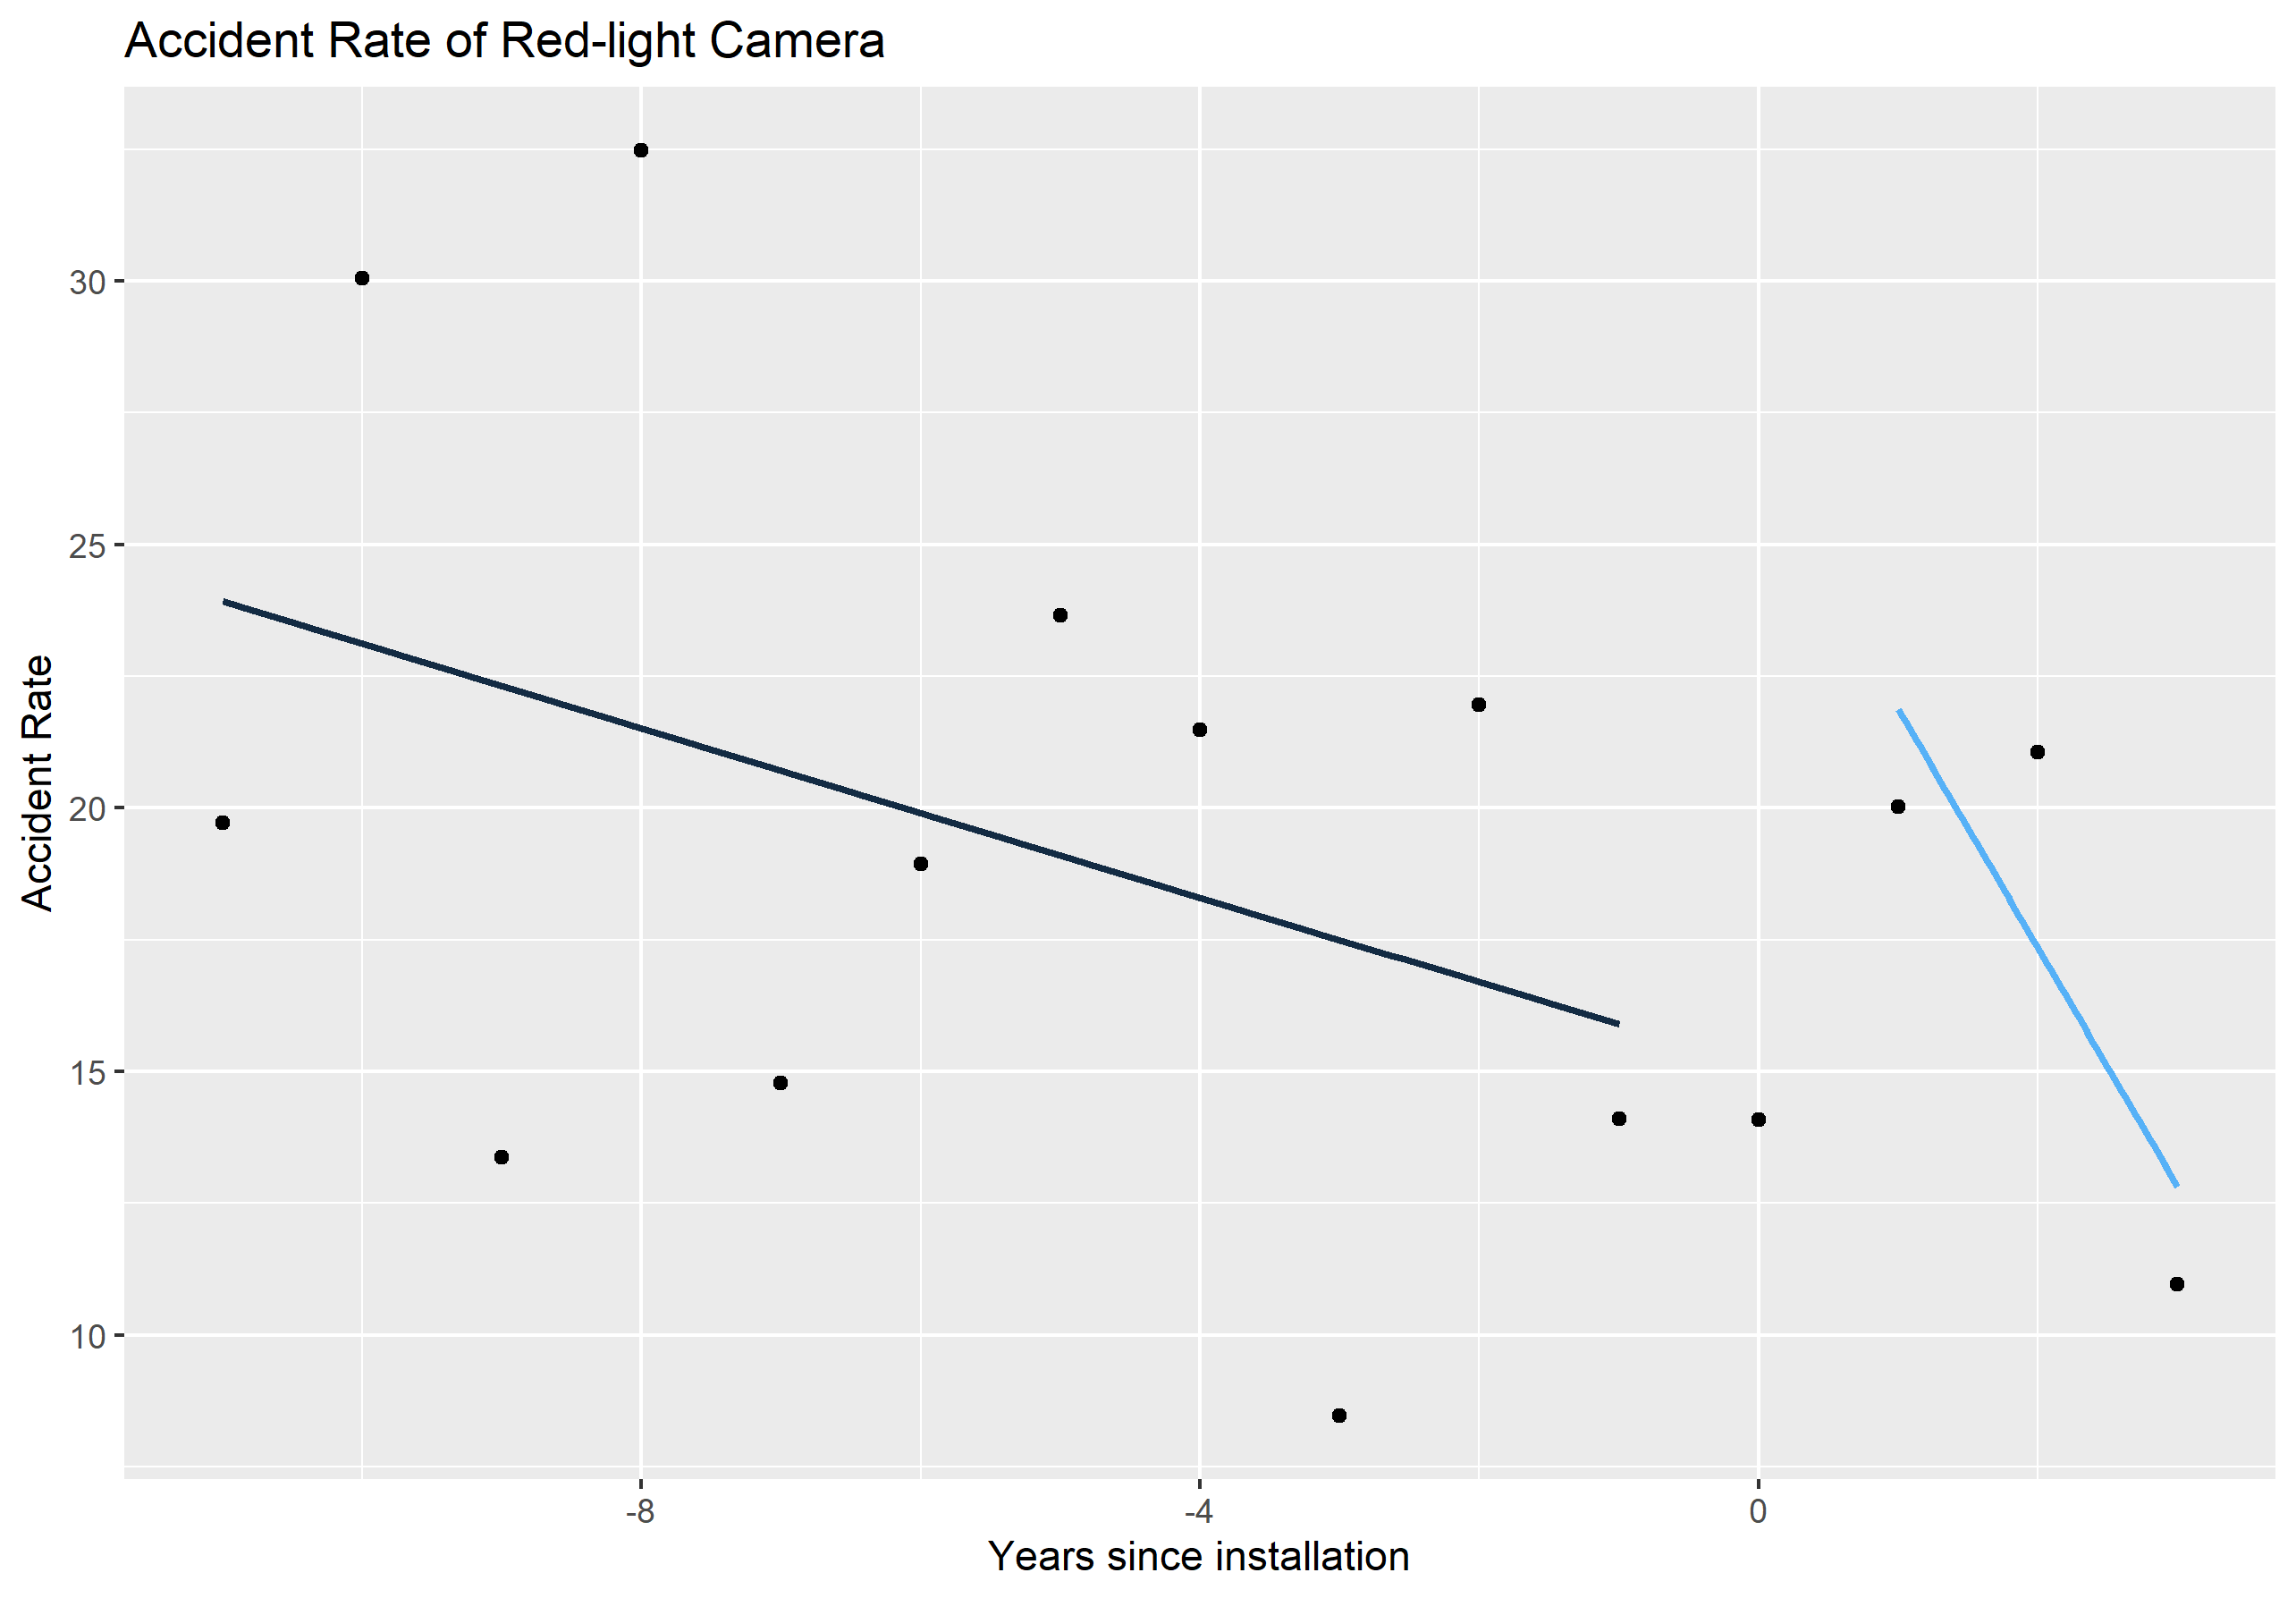 Accident Rate of Red-light Camera
30
25
20
15
10
Accident Rate
-8
-4
0
Years since installation